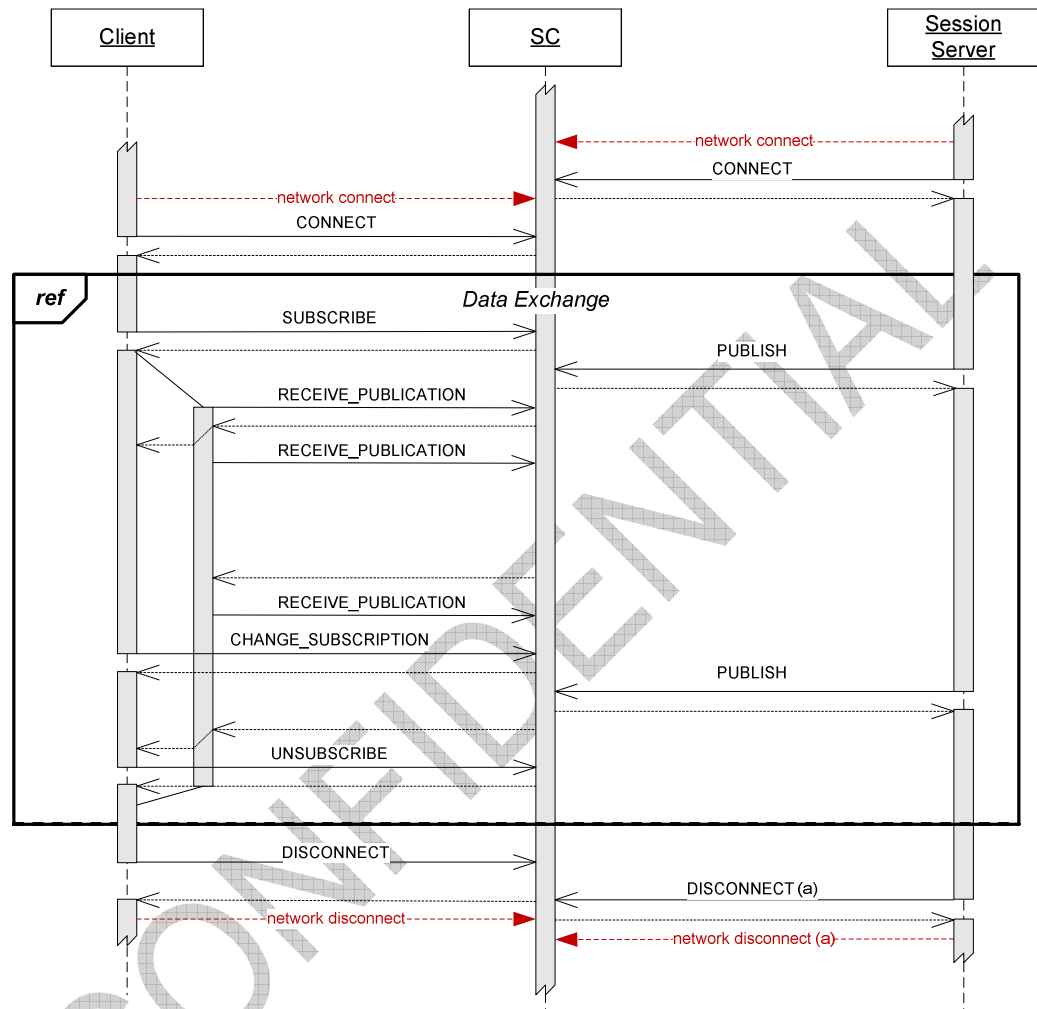 Client
SC
Session
Server
network connect
CONNECT
network connect
CONNECT
ref
Data Exchange
SUBSCRIBE
PUBLISH
RECEIVE_PUBLICATION
RECEIVE_PUBLICATION
RECEIVE_PUBLICATION
CHANGE_SUBSCRIPTION
PUBLISH
UNSUBSCRIBE
DISCONNECT
DISCONNECT (a)
network disconnect
network disconnect (a)
CONFIDENTIAL